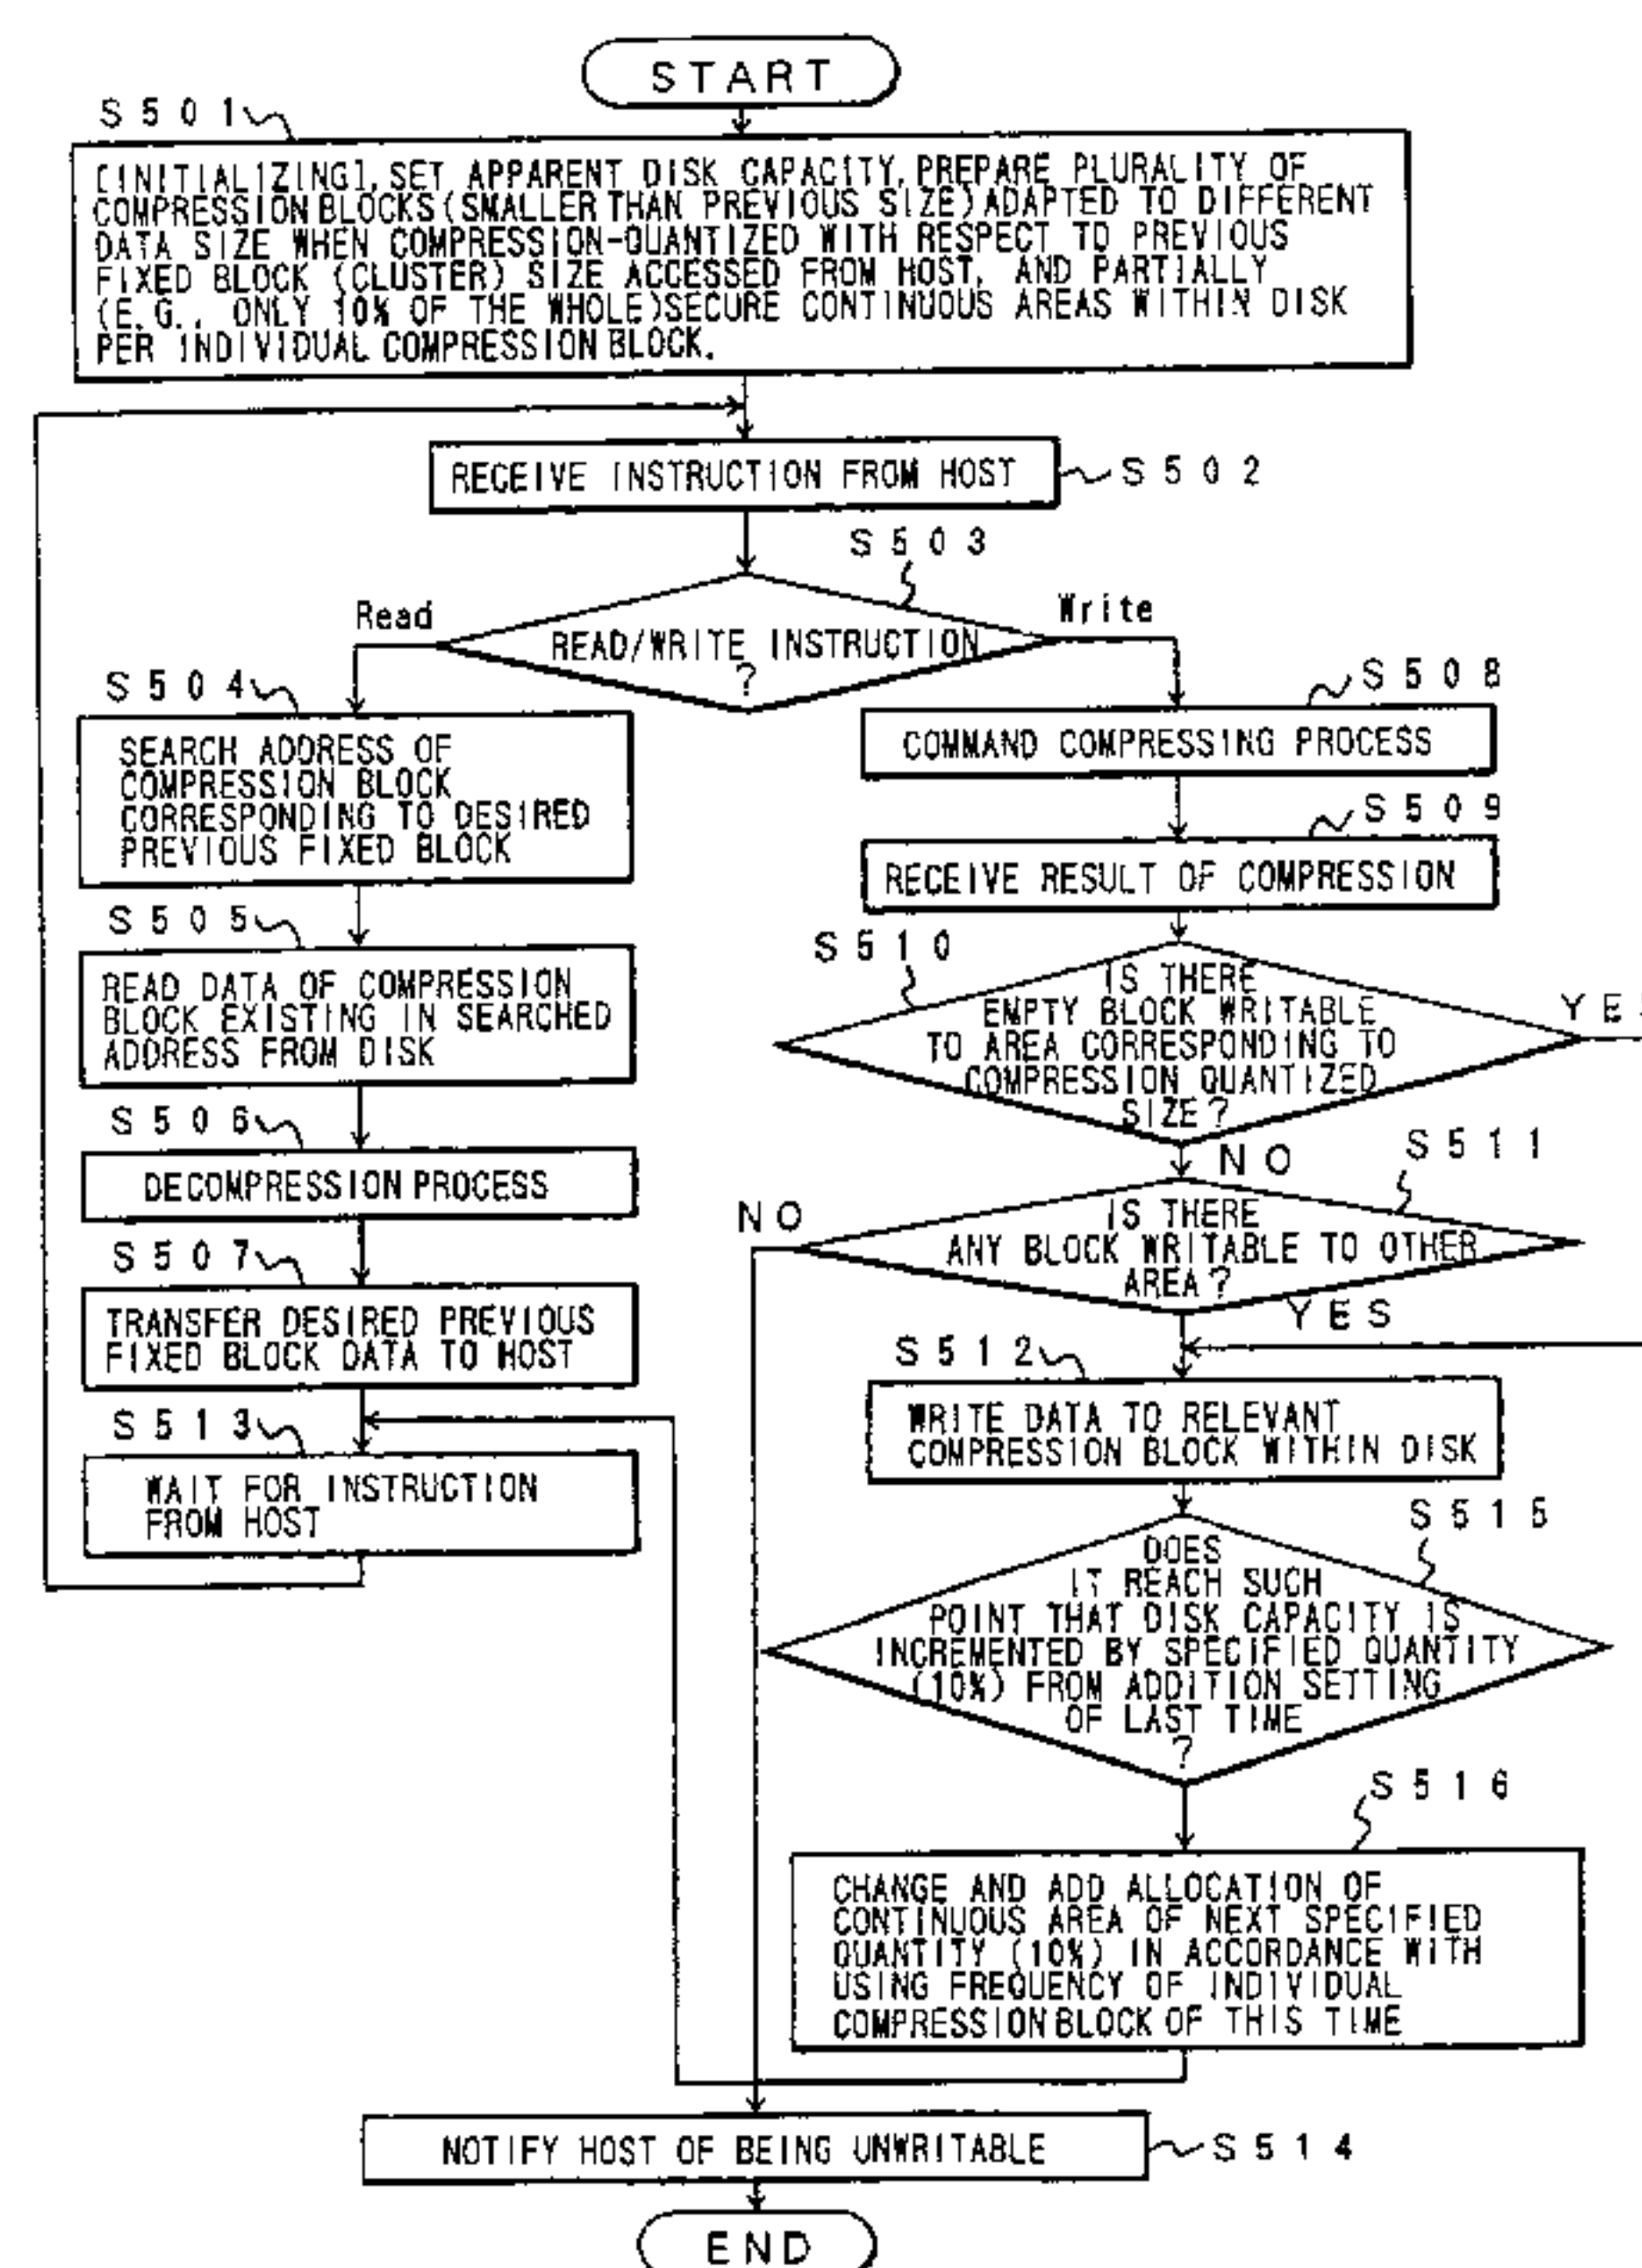 START
S501
[INITIALIZING], SET APPARENT DISK CAPACITY, PREPARE PLURALITY OF
COMPRESSION BLOCKS (SMALLER THAN PREVIOUS SIZE) ADAPTED TO DIFFERENT
DATA SIZE WHEN COMPRESSION-QUANTIZED WITH RESPECT TO PREVIOUS
FIXED BLOCK (CLUSTER) SIZE ACCESSED FROM HOST, AND PARTIALLY
(E.G., ONLY 10% OF THE WHOLE) SECURE CONTINUOUS AREAS WITHIN DISK
PER INDIVIDUAL COMPRESSION BLOCK.
RECEIVE INSTRUCTION FROM HOST
S502
S503
Read
READ/WRITE INSTRUCTION
?
Write
S504
SEARCH ADDRESS OF
COMPRESSION BLOCK
CORRESPONDING TO DESIRED
PREVIOUS FIXED BLOCK
S505
READ DATA OF COMPRESSION
BLOCK EXISTING IN SEARCHED
ADDRESS FROM DISK
S506
DECOMPRESSION PROCESS
S507
TRANSFER DESIRED PREVIOUS
FIXED BLOCK DATA TO HOST
S513
WAIT FOR INSTRUCTION
FROM HOST
S508
COMMAND COMPRESSING PROCESS
S509
RECEIVE RESULT OF COMPRESSION
S510
IS THERE
EMPTY BLOCK WRITABLE
TO AREA CORRESPONDING TO
COMPRESSION QUANTIZED
SIZE?
NO
S511
NO
IS THERE
ANY BLOCK WRITABLE TO OTHER
AREA?
YES
S512
WRITE DATA TO RELEVANT
COMPRESSION BLOCK WITHIN DISK
S515
DOES
IT REACH SUCH
POINT THAT DISK CAPACITY IS
INCREMENTED BY SPECIFIED QUANTITY
(10%) FROM ADDITION SETTING
OF LAST TIME
?
S516
CHANGE AND ADD ALLOCATION OF
CONTINUOUS AREA OF NEXT SPECIFIED
QUANTITY (10%) IN ACCORDANCE WITH
USING FREQUENCY OF INDIVIDUAL
COMPRESSION BLOCK OF THIS TIME
NOTIFY HOST OF BEING UNWRITABLE
S514
END